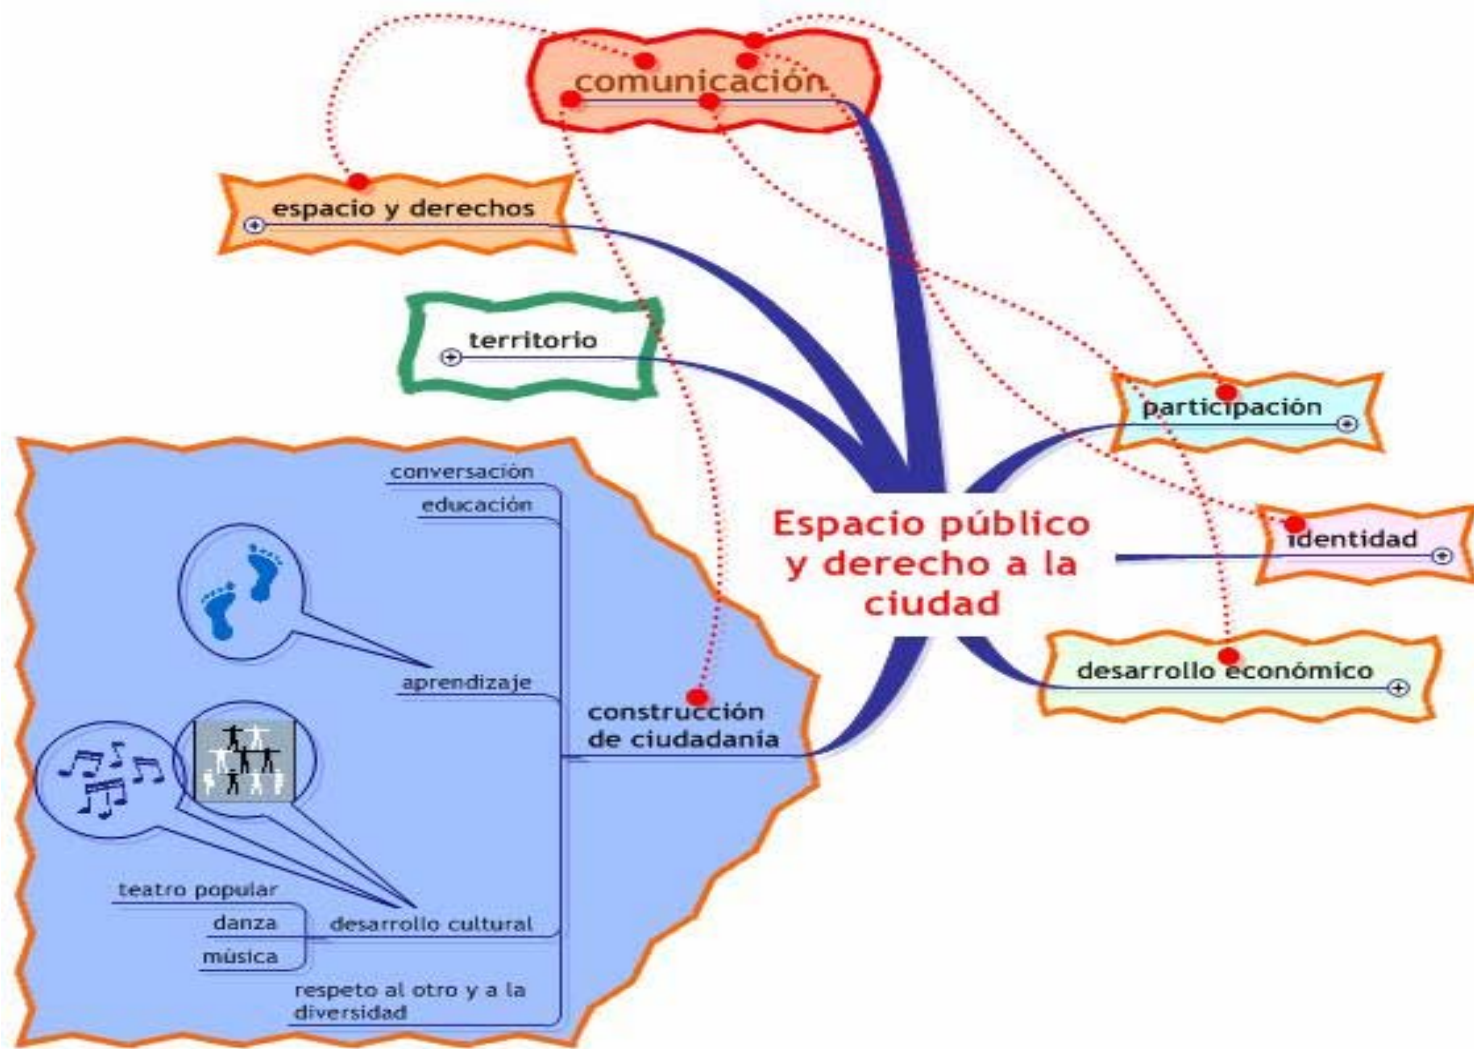 comunicación
espacio y derechos
territorio
participación
identidad
desarrollo económico
Espacio público
y derecho a la
ciudad
construcción
de ciudadanía
conversación
educación
aprendizaje
desarrollo cultural
teatro popular
danza
música
respeto al otro y a la
diversidad